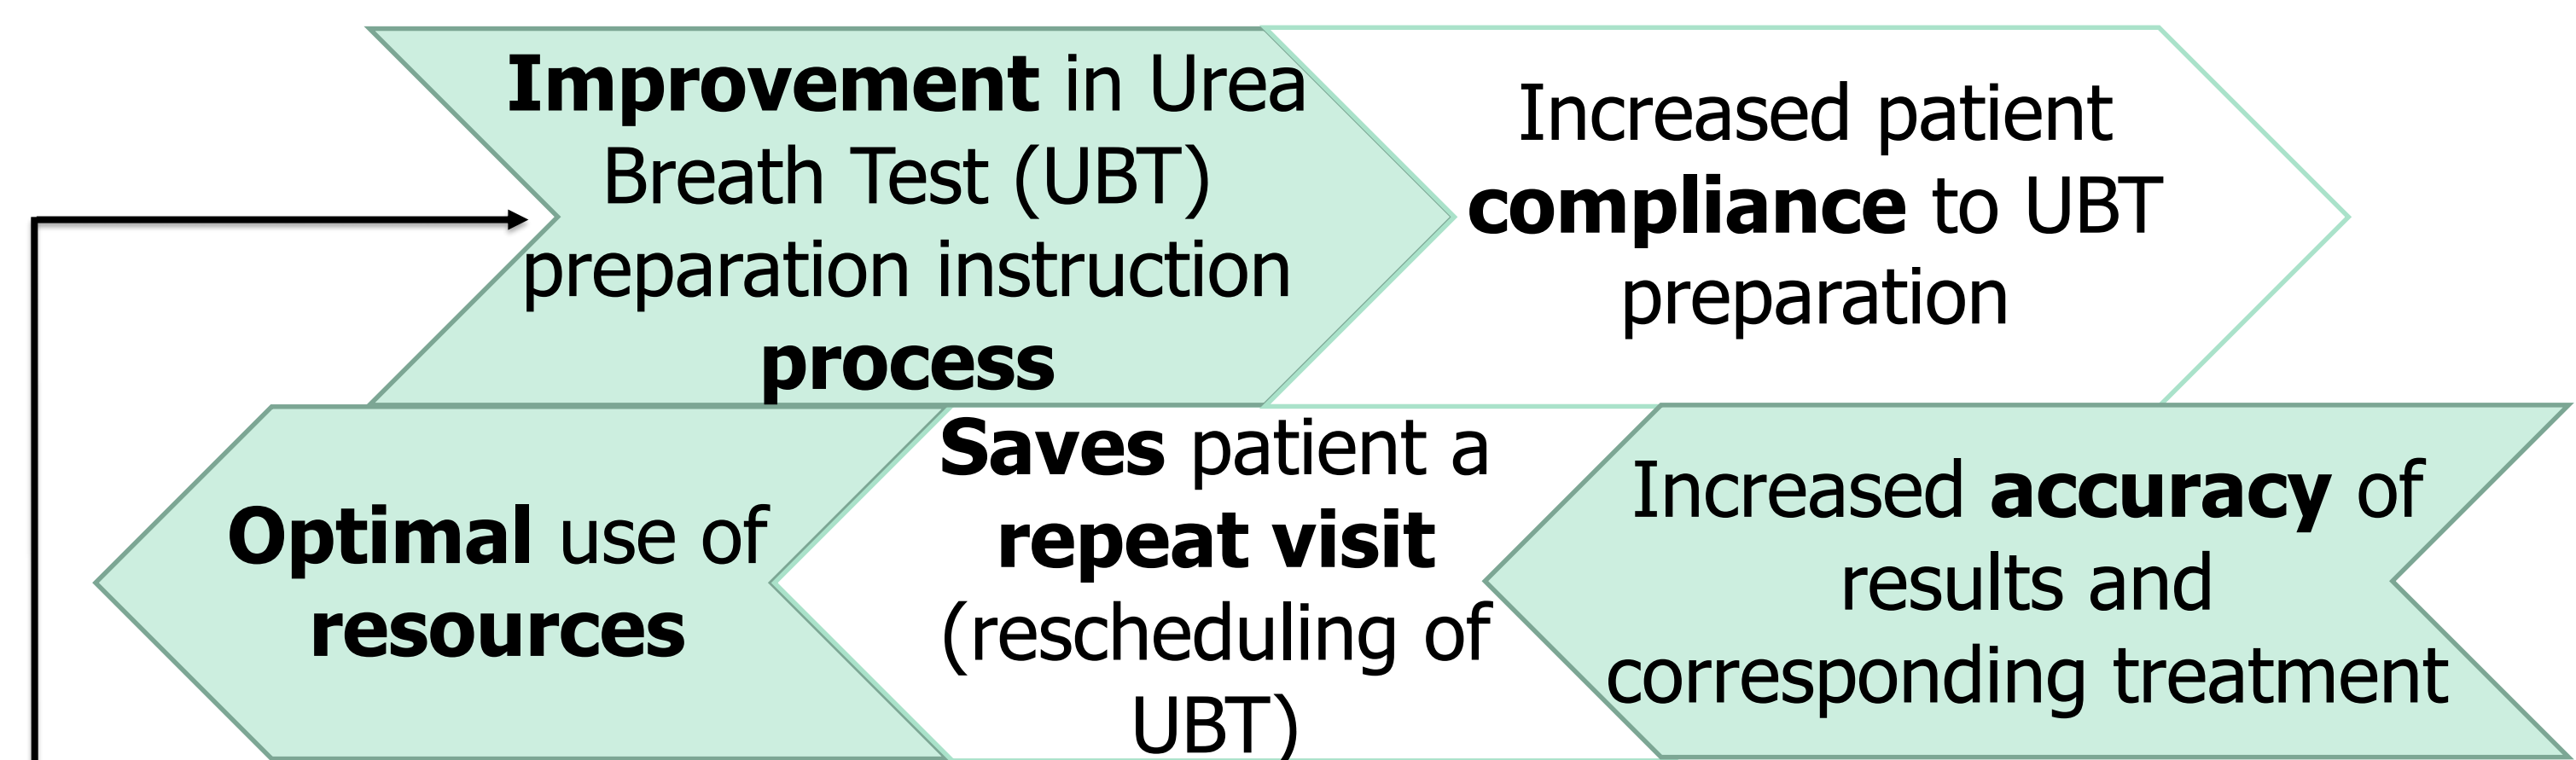 Improvement in Urea
Breath Test (UBT)
preparation instruction
process
Increased patient
compliance to UBT
preparation
Saves patient a
repeat visit
(rescheduling of
UBT)
Optimal use of
resources
Increased accuracy of
results and
corresponding treatment